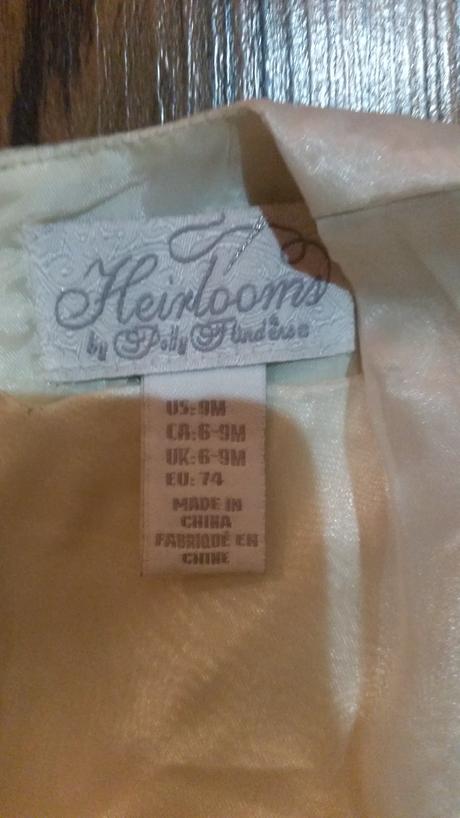 Heirlooms
by Polly Flinders®
US: 9M
CA: 6-9M
UK: 6-9M
EU: 74
MADE IN
CHINA
FABRIQUÉ EN
CHINE